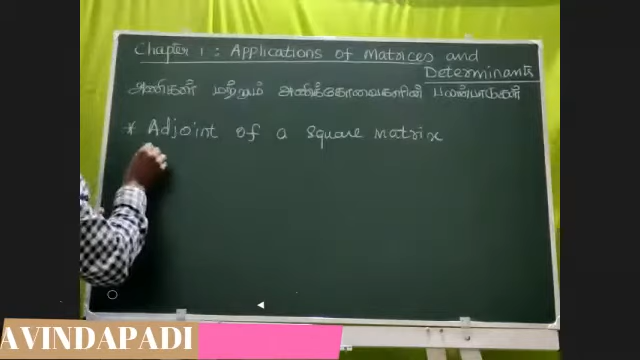 Chapter 1 : Applications of Matrices and
Determinants
அணிகள் மற்றும் அணிக்கோவைகளின் பயன்பாடுகள்
* Adjoint of a square matrix
AVINDAPADI